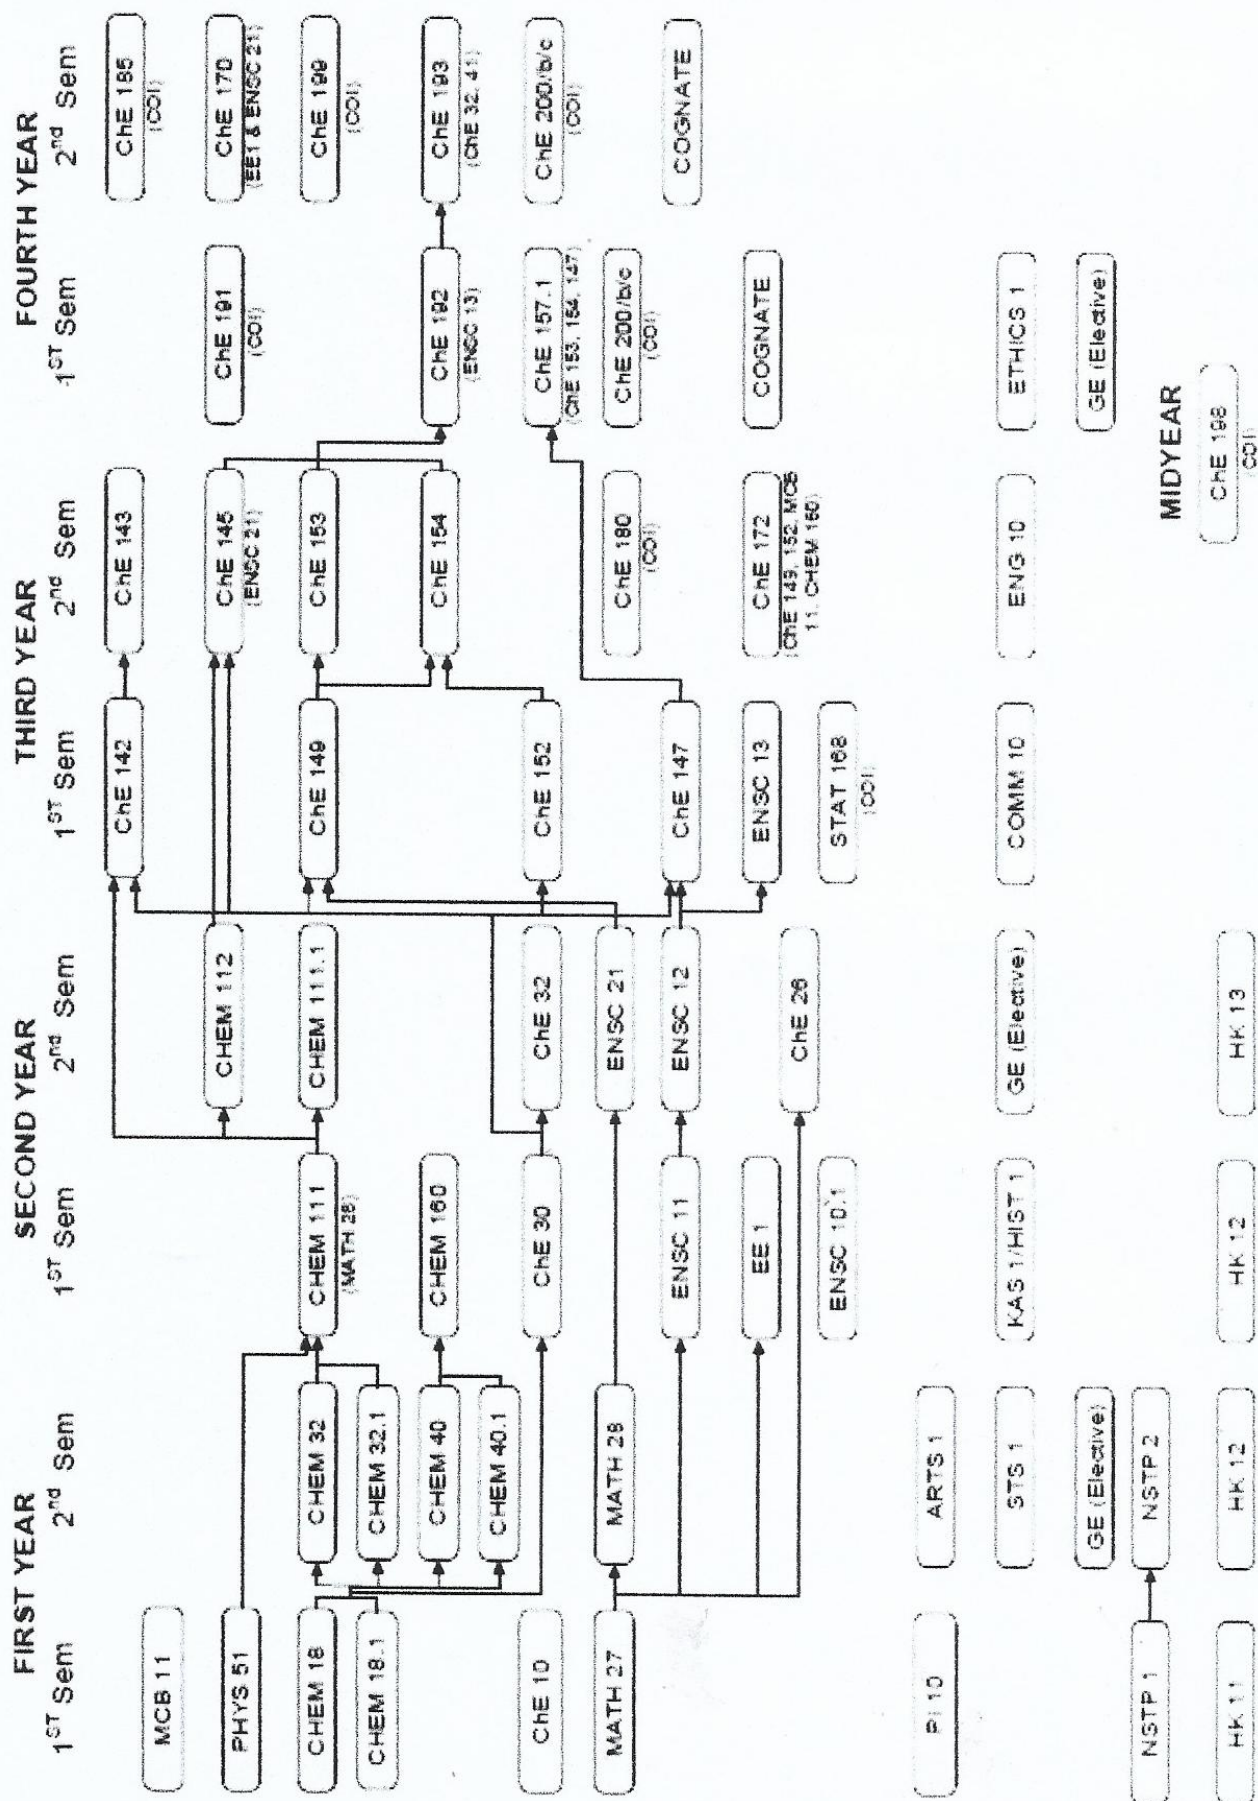 FIRST YEAR
1ST Sem
2nd Sem
SECOND YEAR
1ST Sem
2nd Sem
THIRD YEAR
1ST Sem
2nd Sem
FOURTH YEAR
1ST Sem
2nd Sem
MCB 11
PHYS 51
CHEM 18
CHEM 18.1
ChE 10
MATH 27
PI 10
NSTP 1
HK 11
CHEM 32
CHEM 32.1
CHEM 40
CHEM 40.1
MATH 28
ARTS 1
STS 1
GE (Elective)
NSTP 2
HK 12
CHEM 111
(MATH 28)
CHEM 160
ChE 30
ENSC 11
EE 1
ENSC 10.1
KAS 1/HIST 1
HK 12
CHEM 112
CHEM 111.1
ChE 32
ENSC 21
ENSC 12
ChE 26
GE (Elective)
HK 13
ChE 142
ChE 149
ChE 152
ChE 147
ENSC 13
STAT 168
(COI)
COMM 10
ChE 143
ChE 145
(ENSC 21)
ChE 153
ChE 154
ChE 180
(COI)
ChE 172
(ChE 149, 152, MCB
11, CHEM 160)
ENG 10
MIDYEAR
ChE 198
(COI)
ChE 191
(COI)
ChE 192
(ENSC 13)
ChE 157.1
(ChE 153, 154, 147)
ChE 200/b/c
(COI)
COGNATE
ETHICS 1
GE (Elective)
ChE 185
(COI)
ChE 170
(EE1 & ENSC 21)
ChE 199
(COI)
ChE 193
(ChE 32, 41)
ChE 200/b/c
(COI)
COGNATE